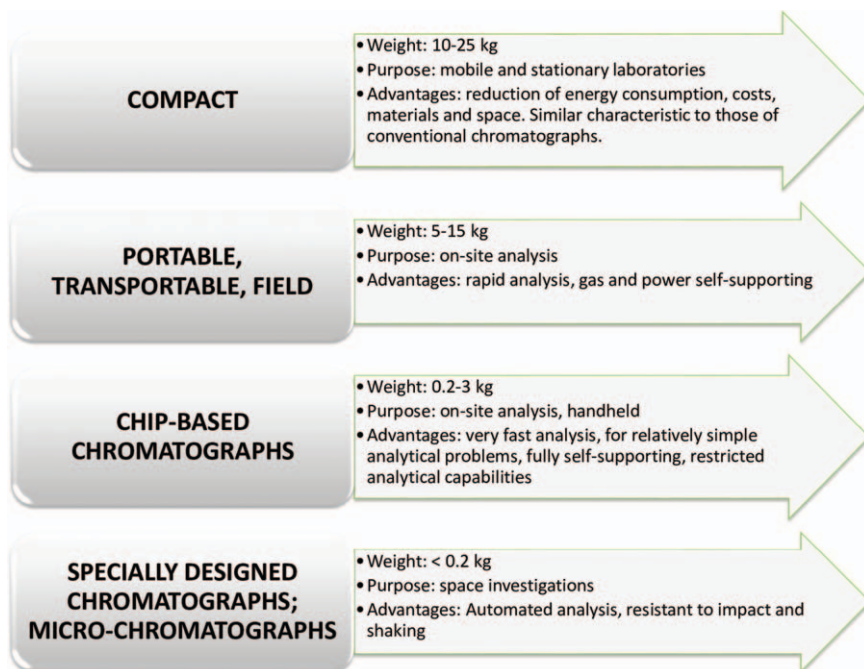 COMPACT
• Weight: 10-25 kg
• Purpose: mobile and stationary laboratories
• Advantages: reduction of energy consumption, costs,
materials and space. Similar characteristic to those of
conventional chromatographs.
PORTABLE,
TRANSPORTABLE, FIELD
• Weight: 5-15 kg
• Purpose: on-site analysis
• Advantages: rapid analysis, gas and power self-supporting
CHIP-BASED
CHROMATOGRAPHS
• Weight: 0.2-3 kg
• Purpose: on-site analysis, handheld
• Advantages: very fast analysis, for relatively simple
analytical problems, fully self-supporting, restricted
analytical capabilities
SPECIALLY DESIGNED
CHROMATOGRAPHS;
MICRO-CHROMATOGRAPHS
• Weight: < 0.2 kg
• Purpose: space investigations
• Advantages: Automated analysis, resistant to impact and
shaking